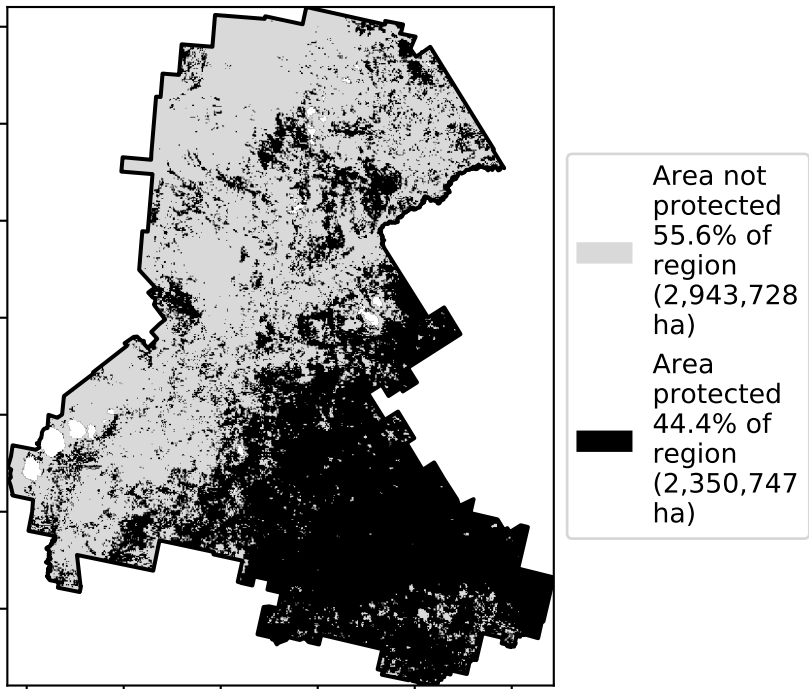 Area not
protected
55.6% of
region
(2,943,728
ha)
Area
protected
44.4% of
region
(2,350,747
ha)